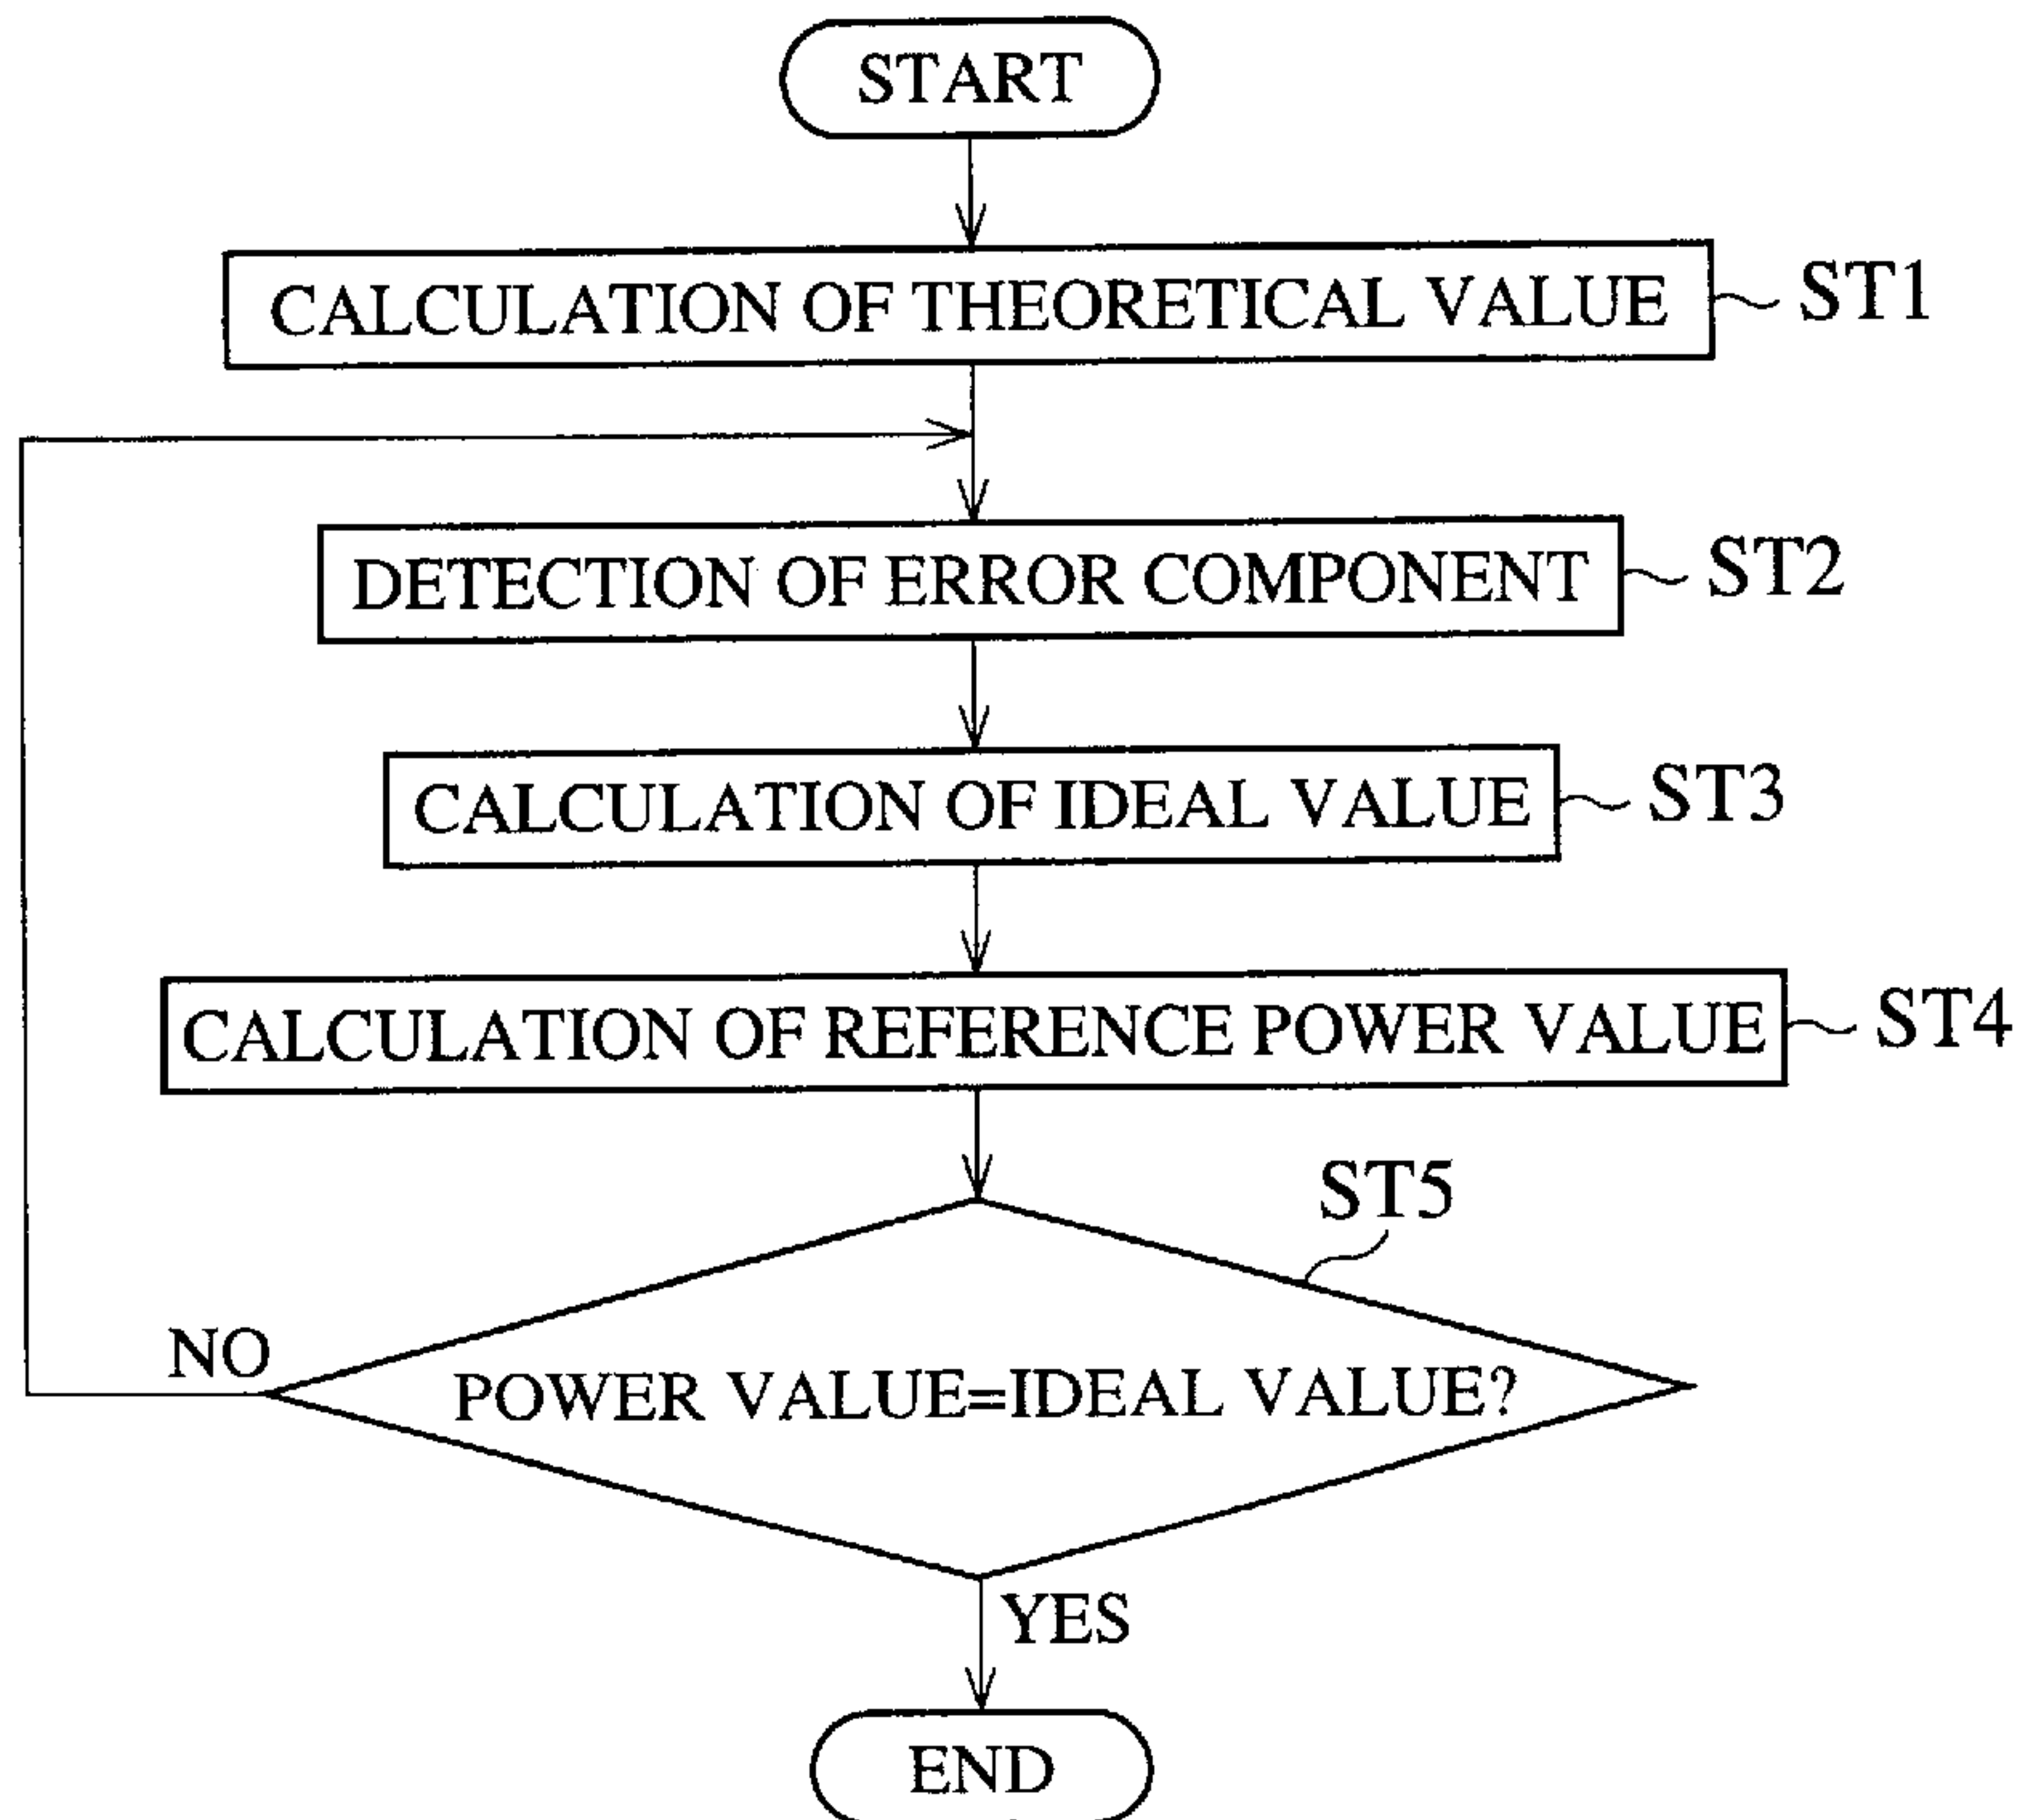 START
CALCULATION OF THEORETICAL VALUE
ST1
DETECTION OF ERROR COMPONENT
ST2
CALCULATION OF IDEAL VALUE
ST3
CALCULATION OF REFERENCE POWER VALUE
ST4
ST5
NO
POWER VALUE=IDEAL VALUE?
YES
END